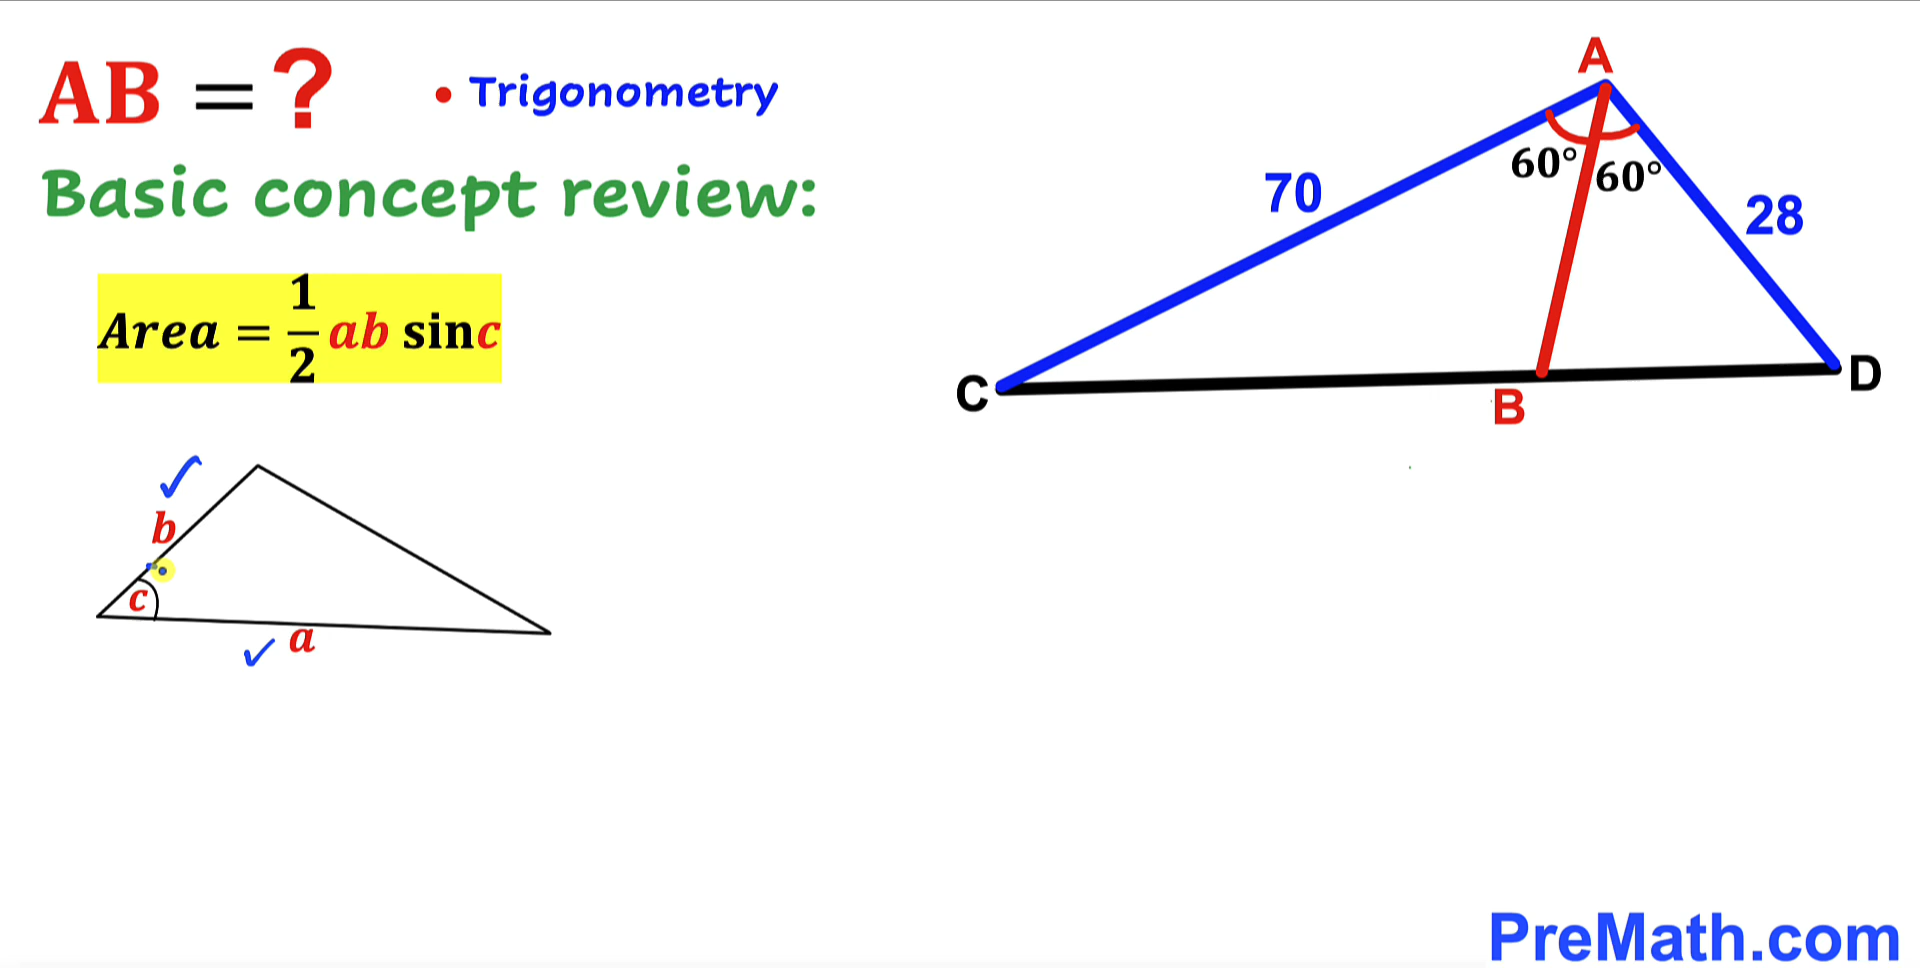 AB = ?
• Trigonometry
Basic concept review:
Area = 1/2 ab sinc
b
c
a
A
60°
60°
70
28
C
B
D
PreMath.com